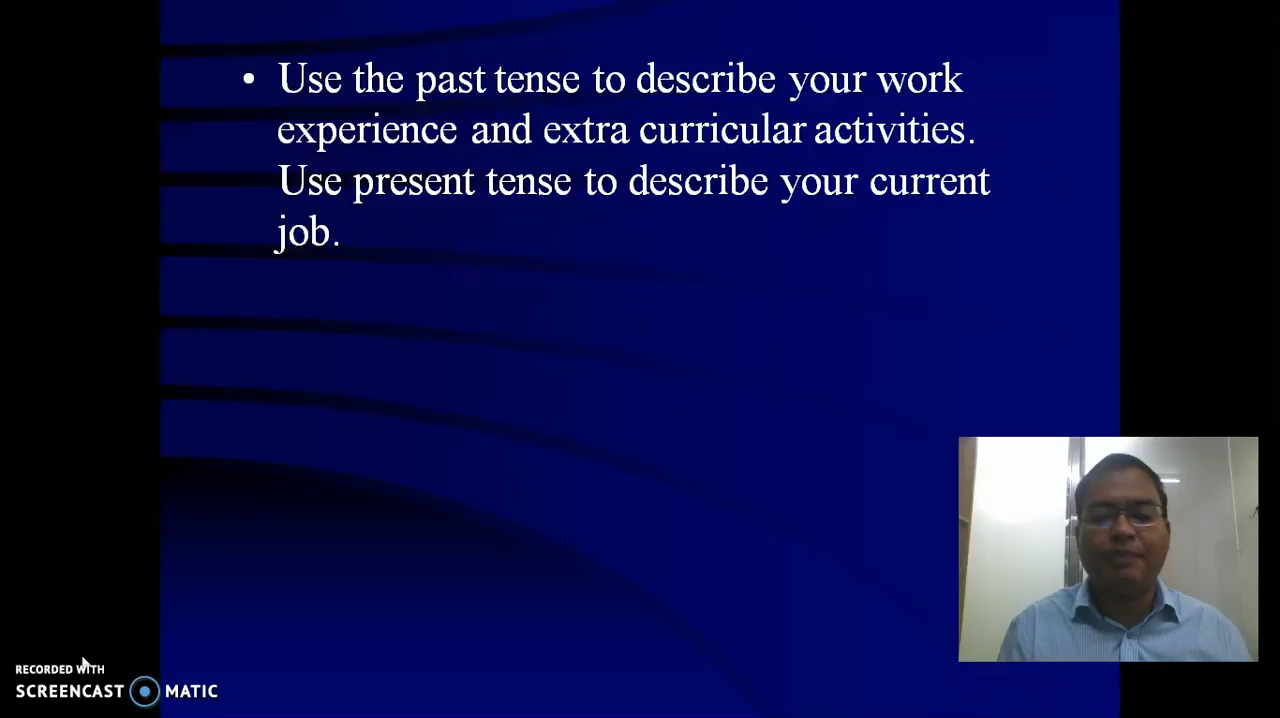 • Use the past tense to describe your work
experience and extra curricular activities.
Use present tense to describe your current
job.
RECORDED WITH
SCREENCAST MATIC